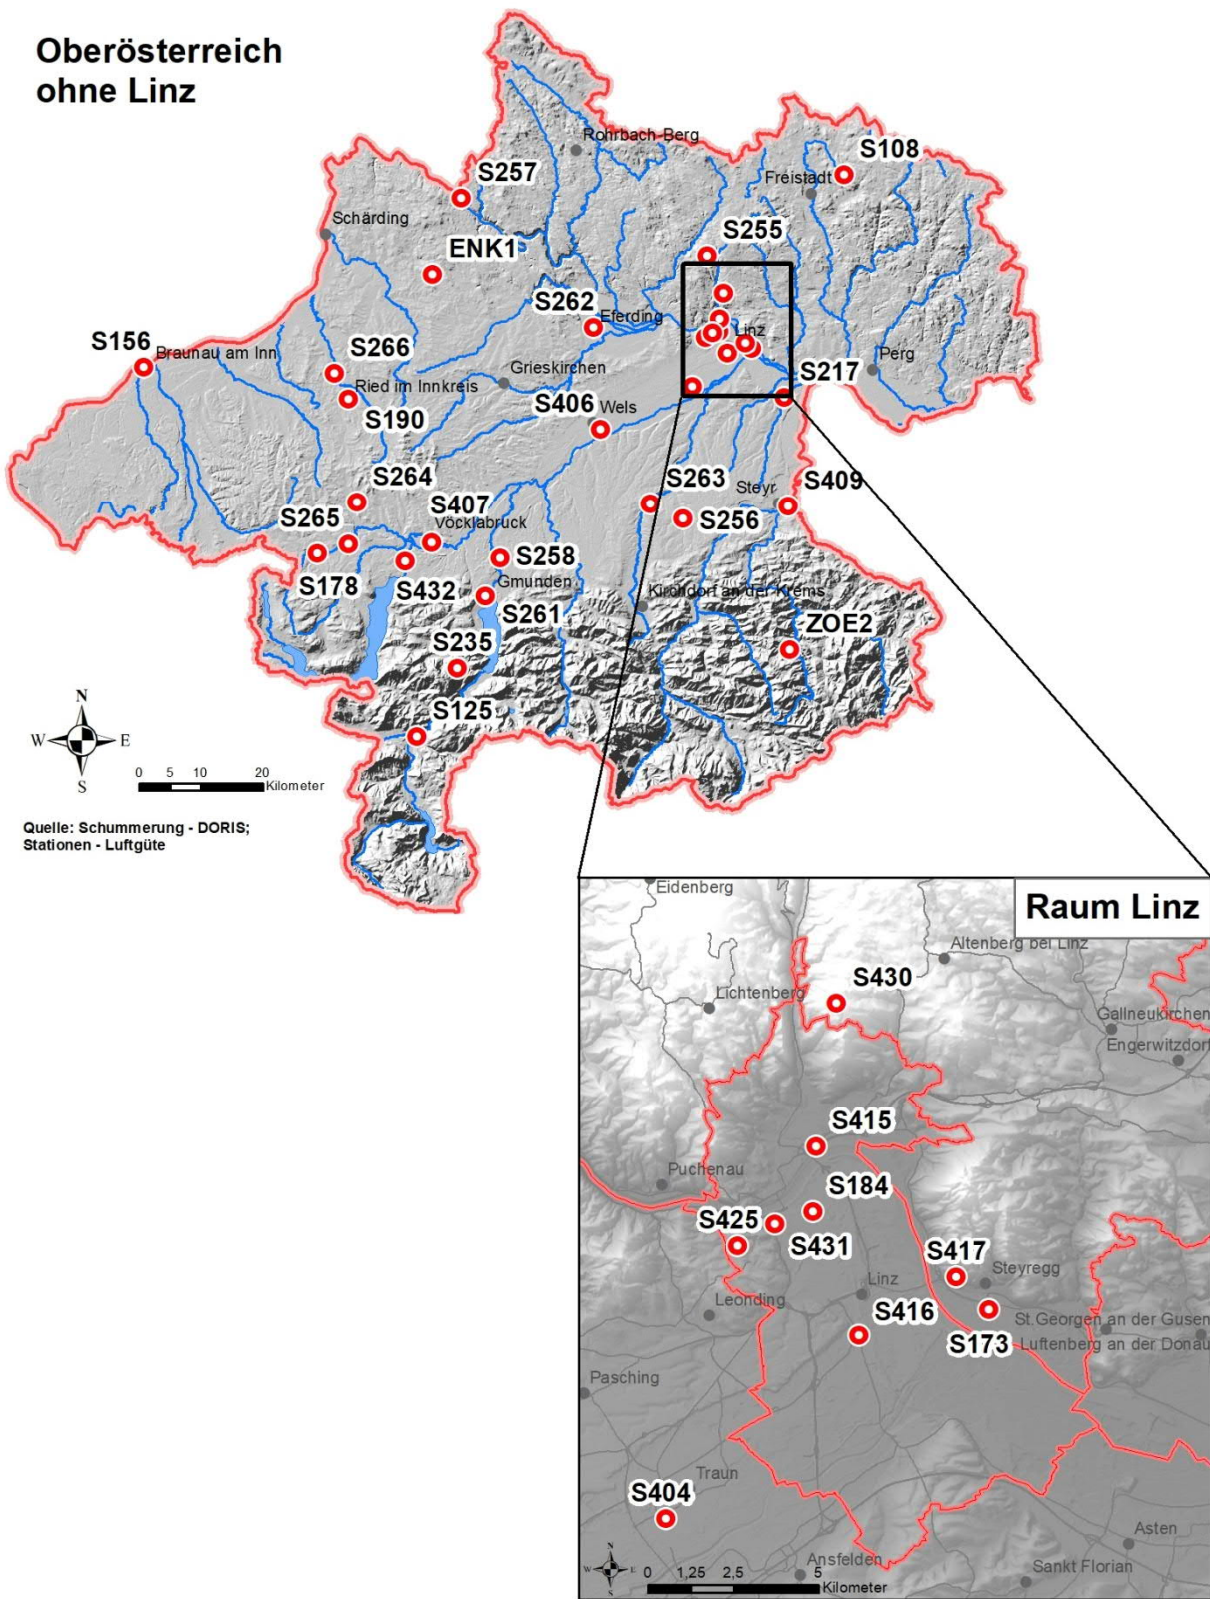 Oberösterreich
ohne Linz
Rohrbach-Berg
S108
Freistadt
S257
Schärding
S255
ENK1
S262
Eferding
Linz
S156
Braunau am Inn
S266
Grieskirchen
Perg
Ried im Innkreis
S217
S190
S406
Wels
S264
S263
Steyr
S409
S407
S265
Vöcklabruck
S256
S258
S178
S432
Gmunden
Kirchdorf an der Krems
S261
ZOE2
S235
S125
N
W
E
S
0 5 10 20
Kilometer
Quelle: Schummerung - DORIS;
Stationen - Luftgüte
Raum Linz
Eidenberg
Altenberg bei Linz
S430
Lichtenberg
Gallneukirchen
Engerwitzdorf
S415
Puchenau
S184
S425
S431
S417
Steyregg
Linz
Leonding
S416
St.Georgen an der Gusen
S173
Luftenberg an der Donau
Pasching
Traun
S404
Asten
Ansfelden
Sankt Florian
N
W
E
S
0 1,25 2,5 5
Kilometer